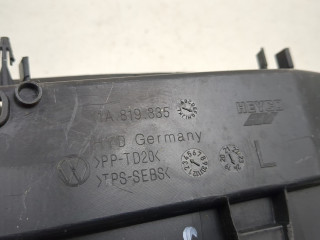 1A 819 835
HYD Germany
>PP-TD20<
>TPS-SEBS<
L